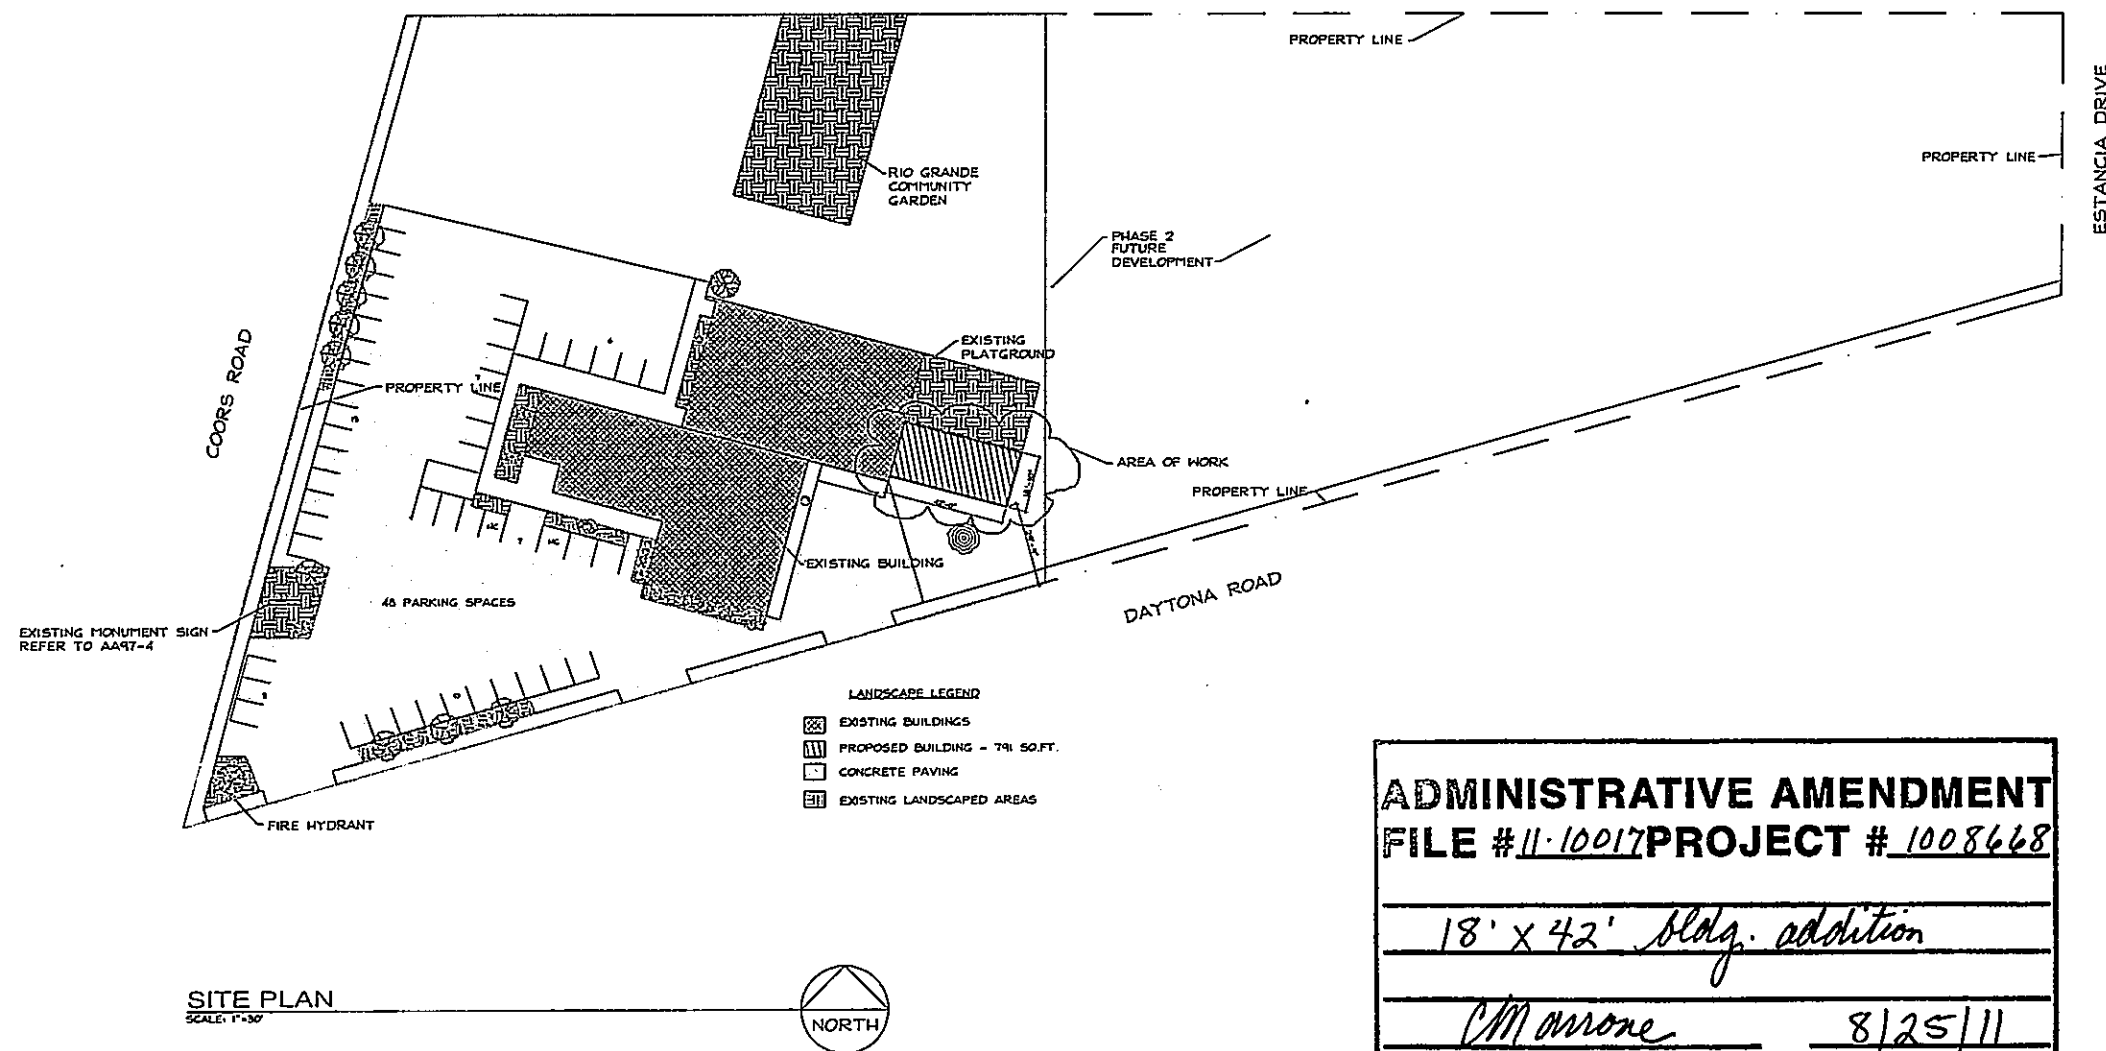 PROPERTY LINE
ESTANCIA DRIVE
PROPERTY LINE
RIO GRANDE
COMMUNITY
GARDEN
PHASE 2
FUTURE
DEVELOPMENT
COORS ROAD
PROPERTY LINE
EXISTING
PLATGROUND
AREA OF WORK
PROPERTY LINE
EXISTING BUILDING
DAYTONA ROAD
48 PARKING SPACES
EXISTING MONUMENT SIGN
REFER TO AA97-4
FIRE HYDRANT
LANDSCAPE LEGEND
EXISTING BUILDINGS
PROPOSED BUILDING - 791 SQ.FT.
CONCRETE PAVING
EXISTING LANDSCAPED AREAS
SITE PLAN
SCALE: 1"=30'
NORTH
ADMINISTRATIVE AMENDMENT
FILE # 11-10017 PROJECT # 1008668
18' X 42' bldg. addition
CMarrone 8/25/11